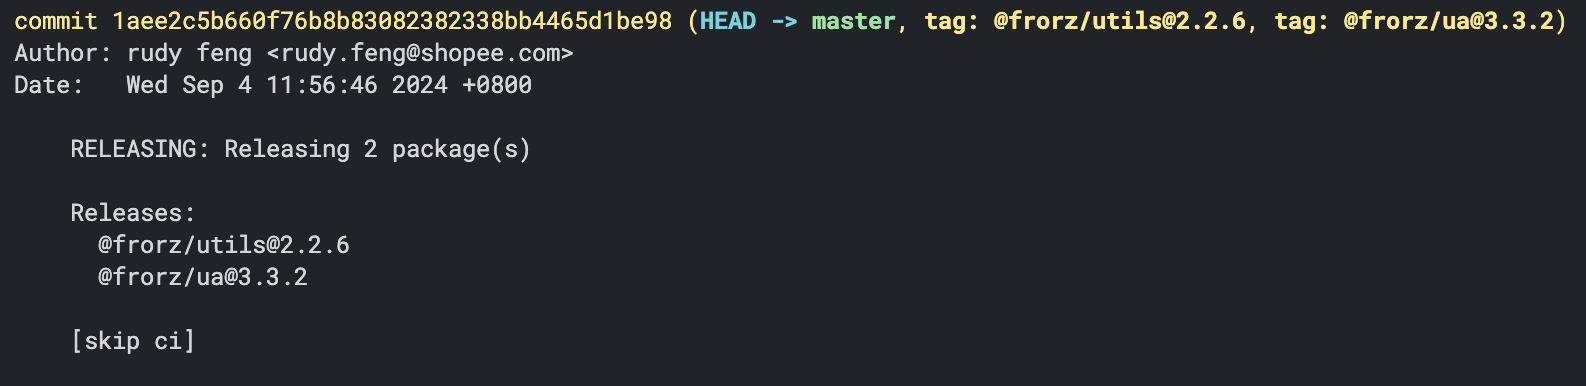 commit 1aee2c5b660f76b8b83082382338bb4465d1be98 (HEAD -> master, tag: @frorz/utils@2.2.6, tag: @frorz/ua@3.3.2)
Author: rudy feng <rudy.feng@shopee.com>
Date:   Wed Sep 4 11:56:46 2024 +0800
RELEASING: Releasing 2 package(s)
Releases:
@frorz/utils@2.2.6
@frorz/ua@3.3.2
[skip ci]